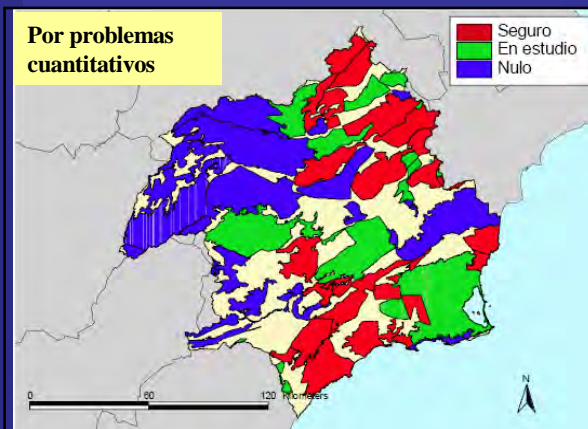 Por problemas
cuantitativos
Seguro
En estudio
Nulo
0 60 120 Kilometers
N